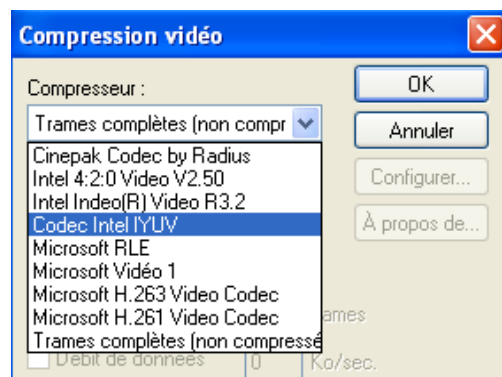 Compression vidéo
Compresseur :
OK
Trames complètes (non compr
Annuler
Cinepak Codec by Radius
Intel 4:2:0 Video V2.50
Configurer...
Intel Indeo(R) Video R3.2
Codec Intel IYUV
À propos de...
Microsoft RLE
Microsoft Vidéo 1
Microsoft H.263 Video Codec
Microsoft H.261 Video Codec
ames
Trames complètes (non compressé
Débit de données 0 Ko/sec.